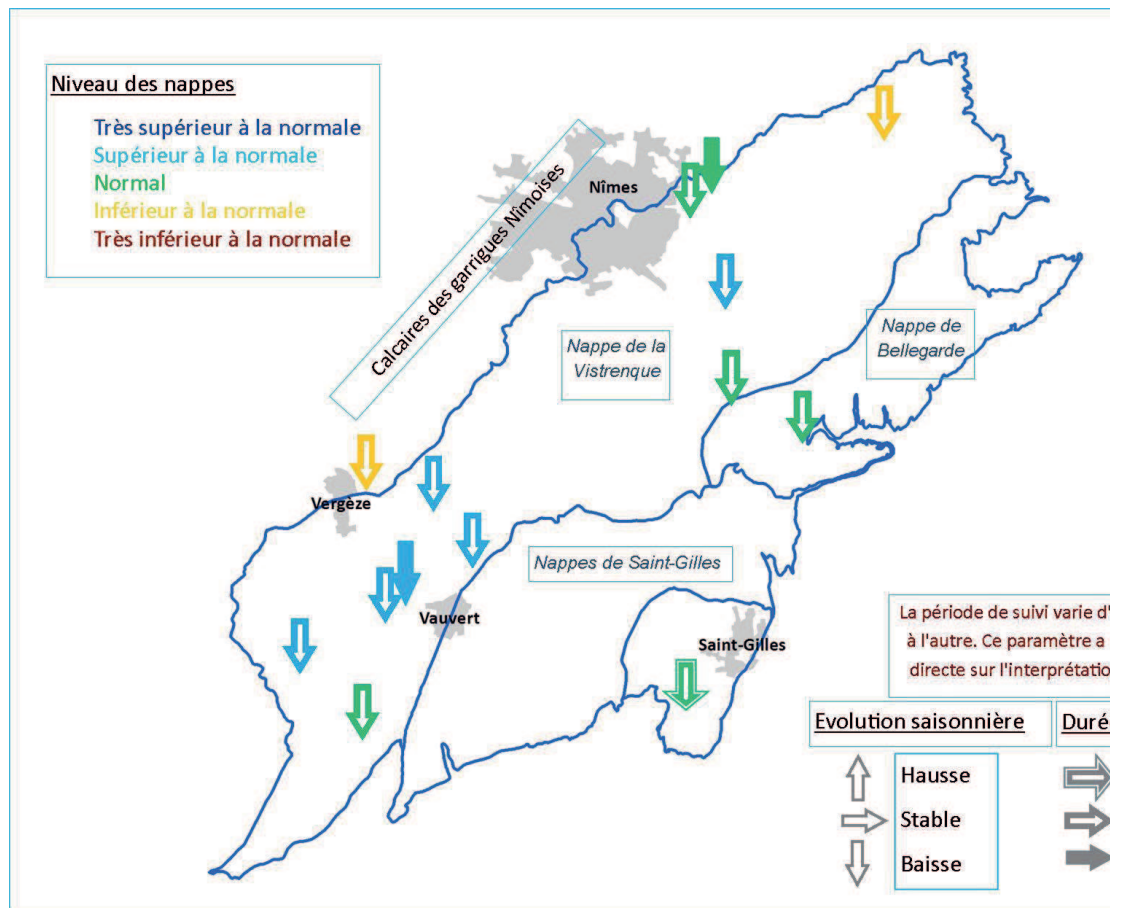 Niveau des nappes
Très supérieur à la normale
Supérieur à la normale
Normal
Inférieur à la normale
Très inférieur à la normale
Calcaires des garrigues Nîmoises
Nîmes
Nappe de la
Vistrenque
Nappe de
Bellegarde
Vergèze
Nappes de Saint-Gilles
Vauvert
Saint-Gilles
La période de suivi varie d'
à l'autre. Ce paramètre a
directe sur l'interprétatio
Evolution saisonnière
Duré
Hausse
Stable
Baisse